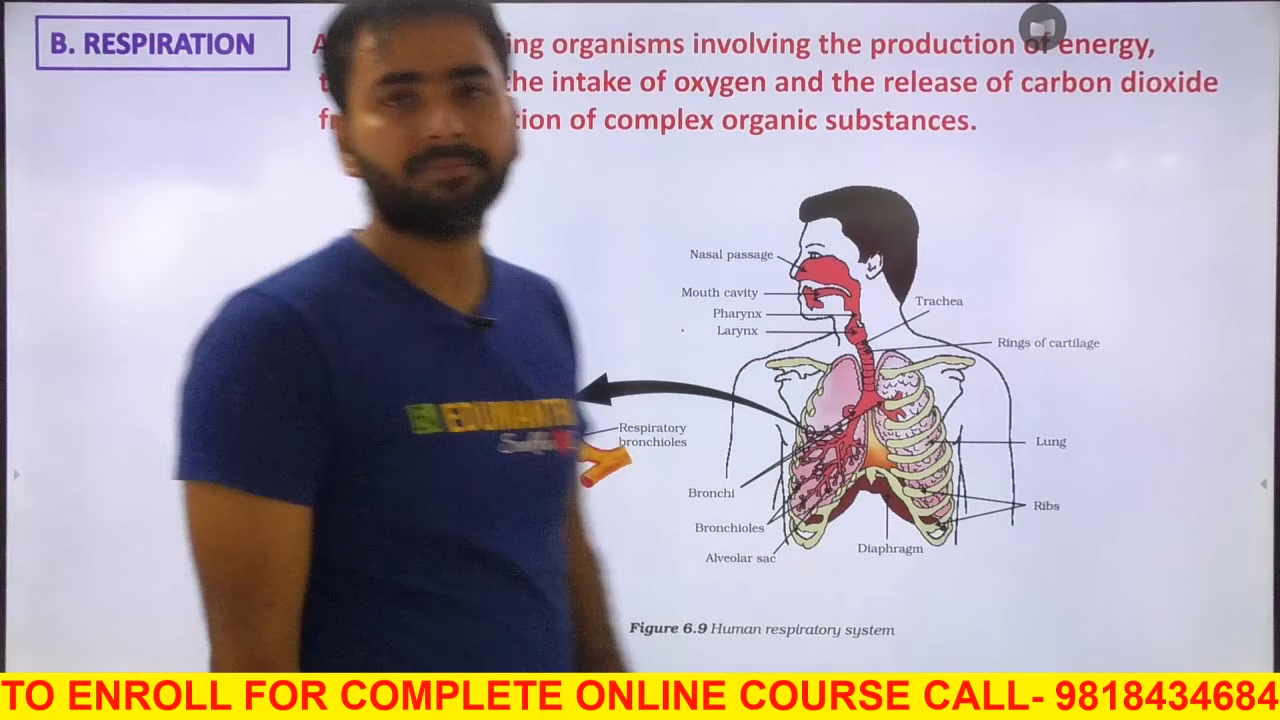 B. RESPIRATION
A ing organisms involving the production of energy,
the intake of oxygen and the release of carbon dioxide
tion of complex organic substances.
Nasal passage
Mouth cavity
Pharynx
Larynx
Trachea
Rings of cartilage
Respiratory
bronchioles
Lung
Bronchi
Ribs
Bronchioles
Diaphragm
Alveolar sac
Figure 6.9 Human respiratory system
TO ENROLL FOR COMPLETE ONLINE COURSE CALL- 9818434684